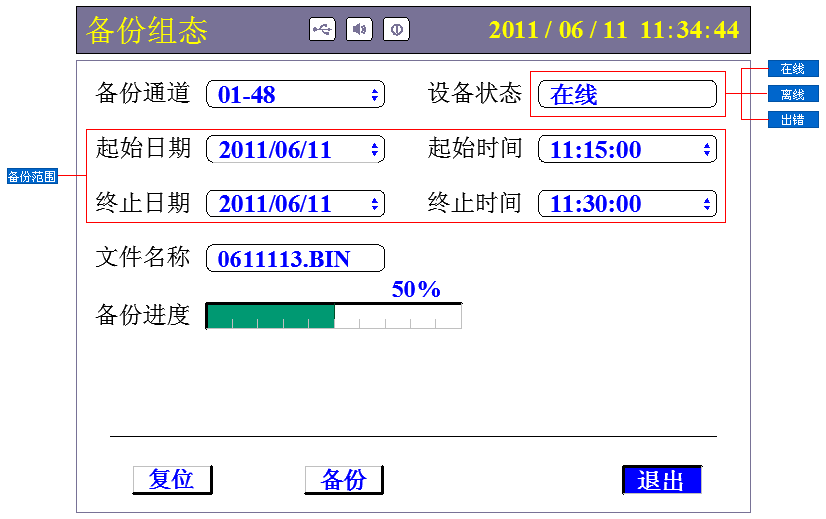 备份组态 2011 / 06 / 11 11:34:44
备份通道 01-48 设备状态 在线
在线
离线
出错
起始日期 2011/06/11 起始时间 11:15:00
备份范围
终止日期 2011/06/11 终止时间 11:30:00
文件名称 0611113.BIN
50%
备份进度
复位 备份 退出